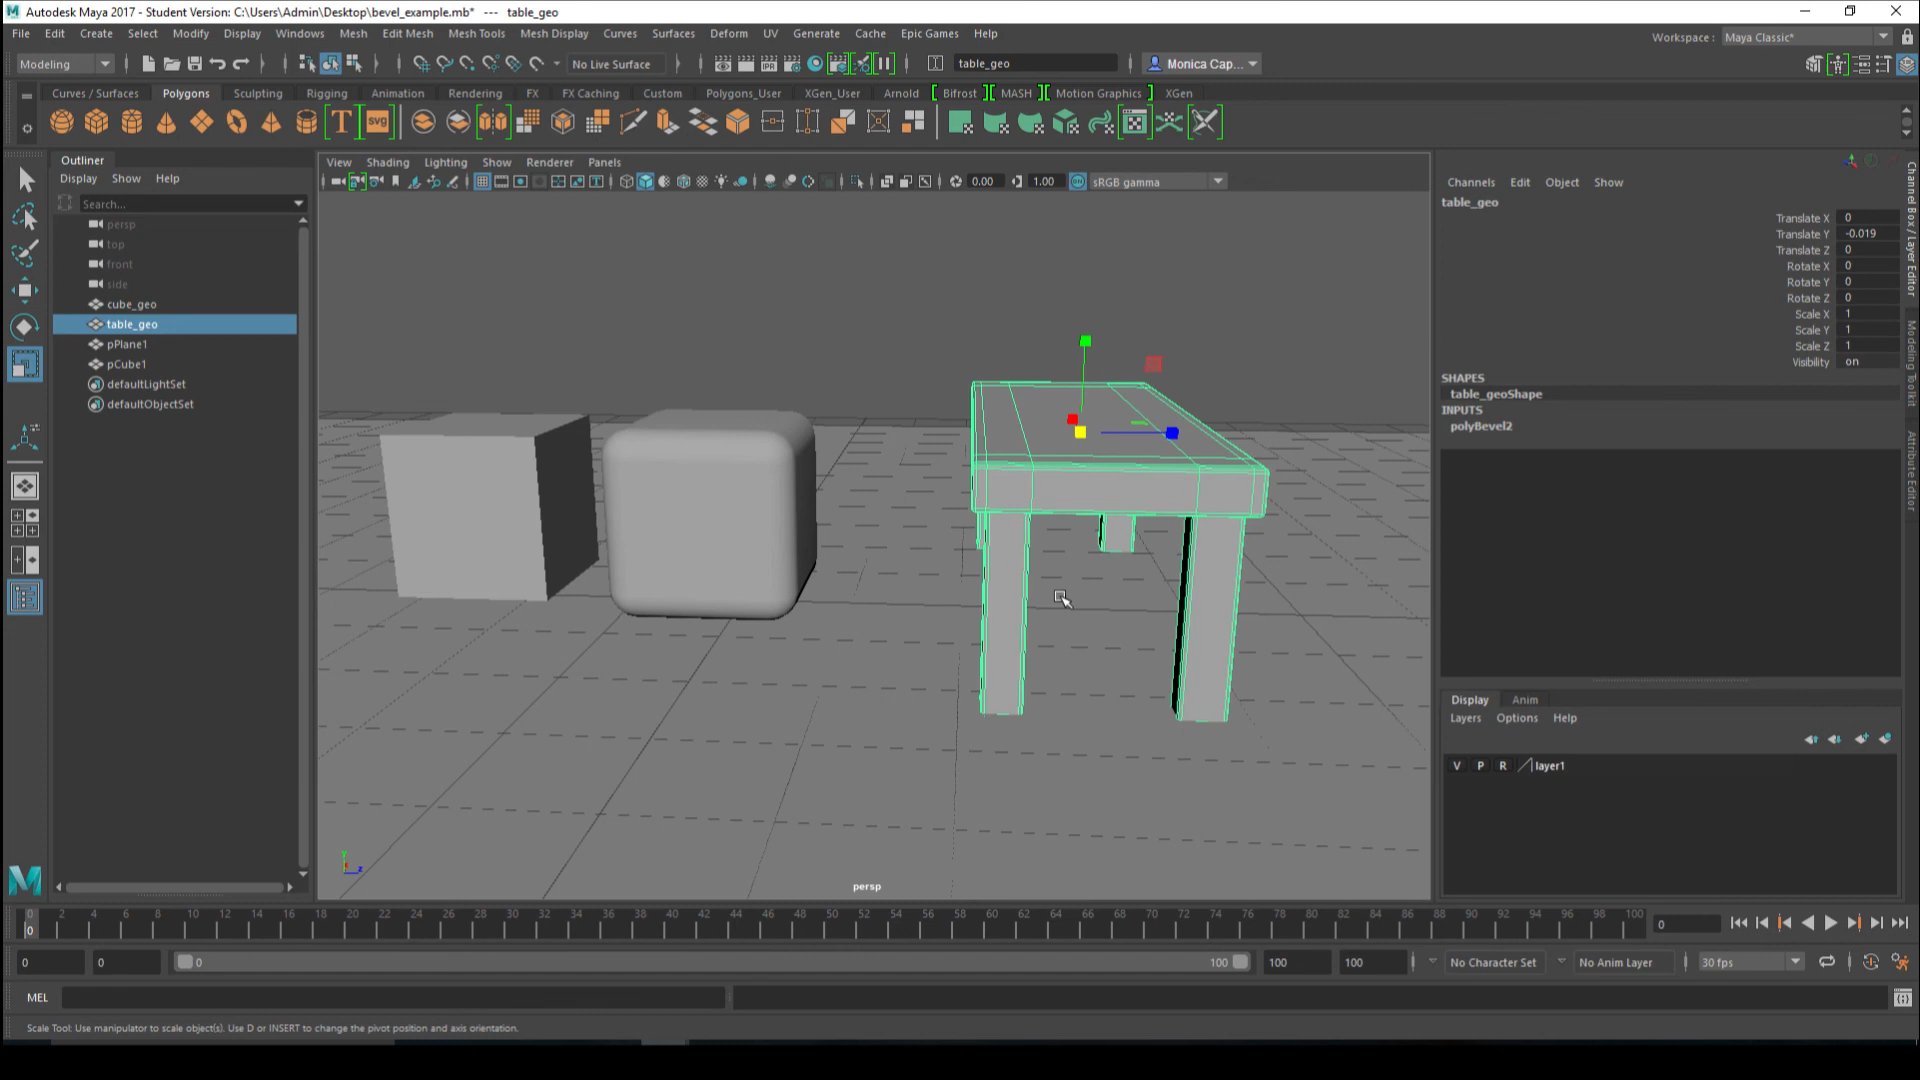 Autodesk Maya 2017 - Student Version: C:\Users\Admin\Desktop\bevel_example.mb* --- table_geo
File Edit Create Select Modify Display Windows Mesh Edit Mesh Mesh Tools Mesh Display Curves Surfaces Deform UV Generate Cache Epic Games Help
Workspace : Maya Classic*
Modeling No Live Surface table_geo Monica Cap...
Curves / Surfaces Polygons Sculpting Rigging Animation Rendering FX FX Caching Custom Polygons_User XGen_User Arnold Bifrost MASH Motion Graphics XGen
T svg
Outliner
Display Show Help
Search...
persp
top
front
side
cube_geo
table_geo
pPlane1
pCube1
defaultLightSet
defaultObjectSet
View Shading Lighting Show Renderer Panels
0.00 1.00 sRGB gamma
persp
Channels Edit Object Show
table_geo
Translate X 0
Translate Y -0.019
Translate Z 0
Rotate X 0
Rotate Y 0
Rotate Z 0
Scale X 1
Scale Y 1
Scale Z 1
Visibility on
SHAPES
table_geoShape
INPUTS
polyBevel2
Channel Box / Layer Editor
Modeling Toolkit
Attribute Editor
Display Anim
Layers Options Help
V P R layer1
0 2 4 6 8 10 12 14 16 18 20 22 24 26 28 30 32 34 36 38 40 42 44 46 48 50 52 54 56 58 60 62 64 66 68 70 72 74 76 78 80 82 84 86 88 90 92 94 96 98 100
0 0
0 0 0 100 100 100 No Character Set No Anim Layer 30 fps
MEL
Scale Tool: Use manipulator to scale object(s). Use D or INSERT to change the pivot position and axis orientation.